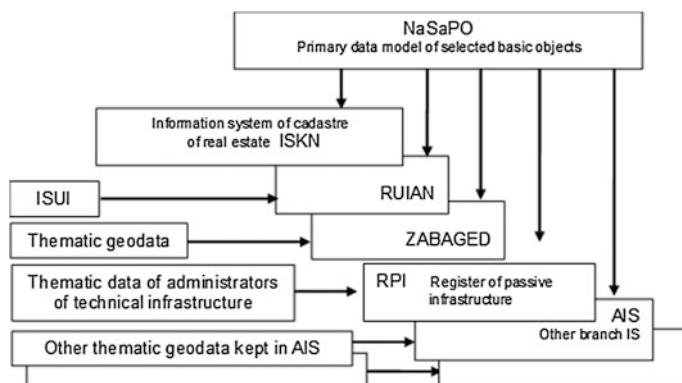 NaSaPO
Primary data model of selected basic objects
Information system of cadastre
of real estate ISKN
RUIAN
ISUI
ZABAGED
Thematic geodata
Thematic data of administrators
of technical infrastructure
RPI Register of passive
infrastructure
AIS
Other branch IS
Other thematic geodata kept in AIS